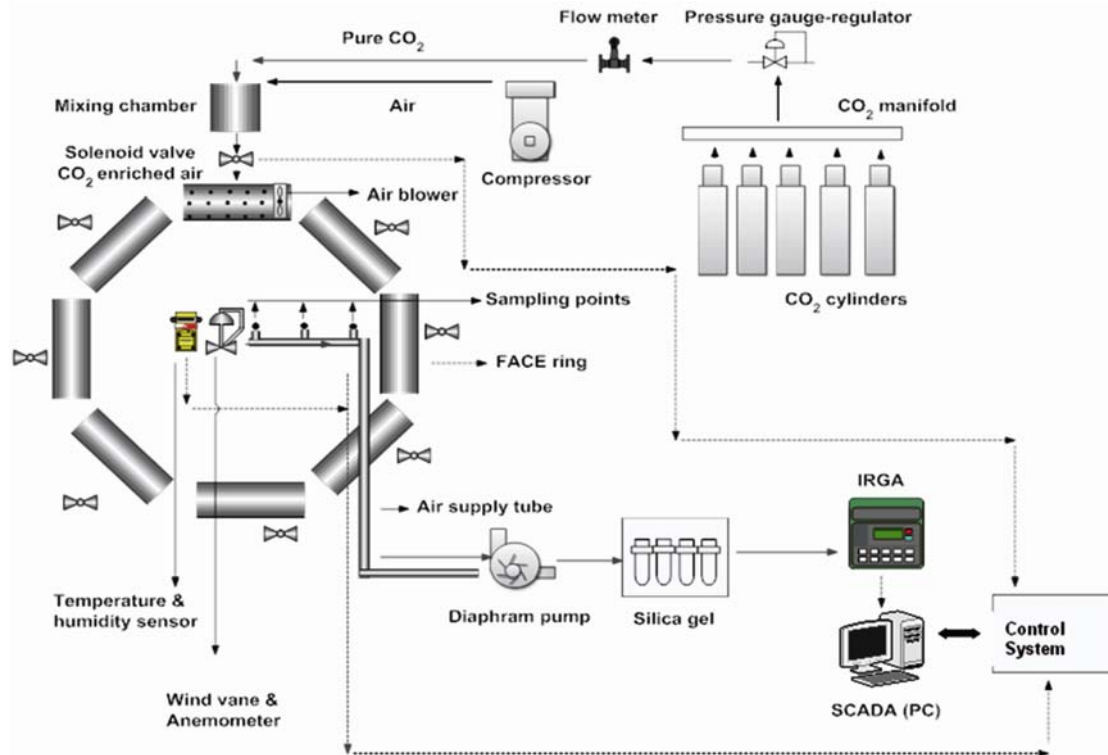 Flow meter
Pressure gauge-regulator
Pure CO₂
Mixing chamber
Air
CO₂ manifold
Solenoid valve
CO₂ enriched air
Compressor
Air blower
Sampling points
CO₂ cylinders
FACE ring
IRGA
Air supply tube
Temperature &
humidity sensor
Diaphram pump
Silica gel
Control
System
Wind vane &
Anemometer
SCADA (PC)